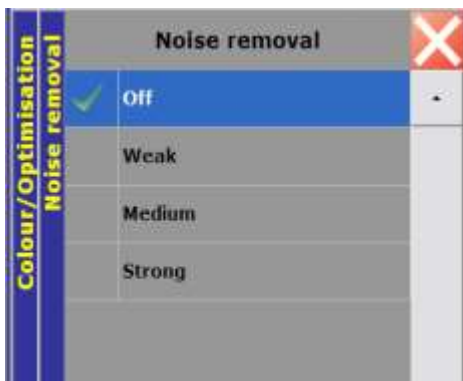 Colour/Optimisation
Noise removal
Noise removal
Off
Weak
Medium
Strong